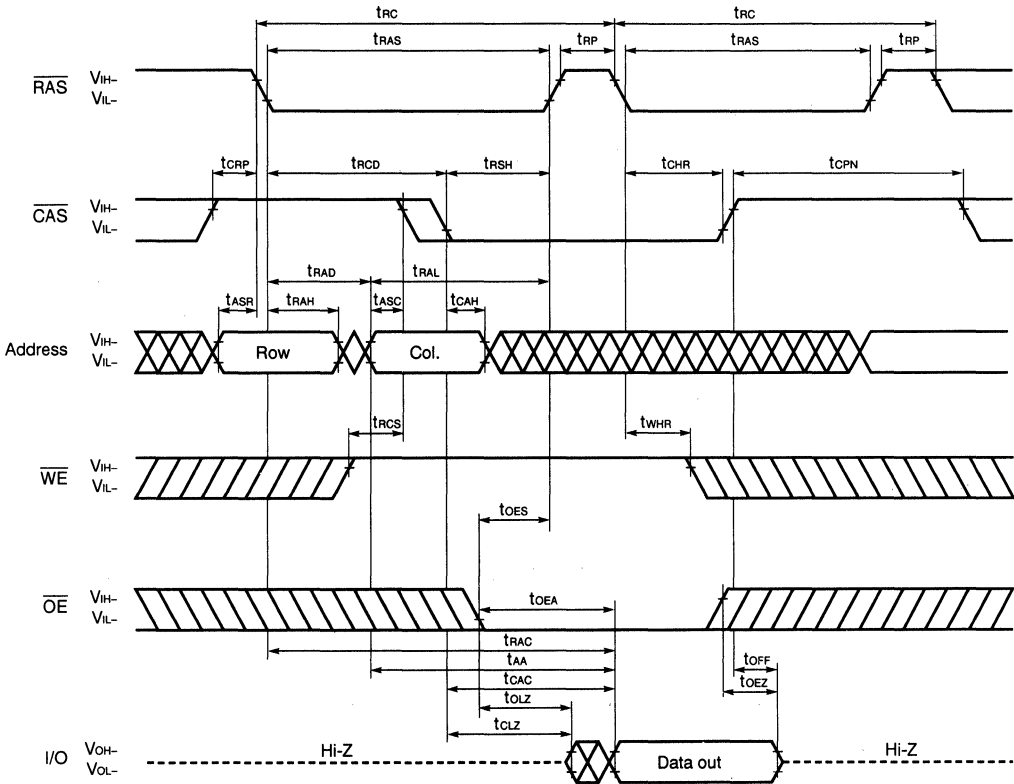 tRC tRC
tRAS tRP tRAS tRP
RAS VIH– VIL–
tCRP tRCD tRSH tCHR tCPN
CAS VIH– VIL–
tRAD tRAL
tASR tRAH tASC tCAH
Address VIH– VIL– Row Col.
tRCS tWHR
WE VIH– VIL–
tOES
OE VIH– VIL–
tOEA
tRAC
tAA tOFF
tCAC tOEZ
tOLZ
tCLZ
I/O VOH– VOL– Hi-Z Data out Hi-Z